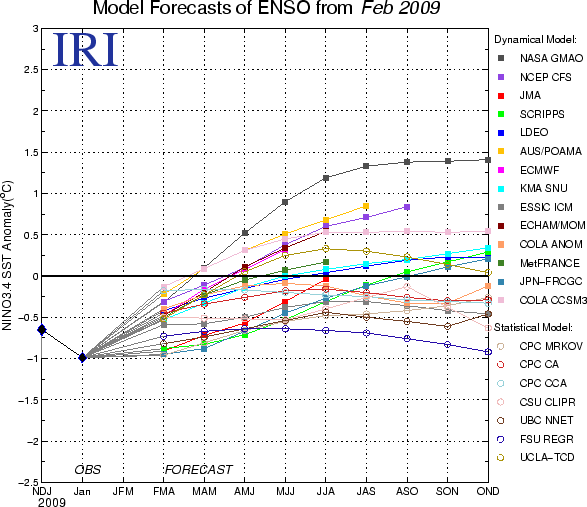 Model Forecasts of ENSO from Feb 2009
IRI
NINO3.4 SST Anomaly(°C)
3
2.5
2
1.5
1
0.5
0
-0.5
-1
-1.5
-2
-2.5
OBS
FORECAST
NDJ Jan JFM FMA MAM AMJ MJJ JJA JAS ASO SON OND
2009
Dynamical Model:
NASA GMAO
NCEP CFS
JMA
SCRIPPS
LDEO
AUS/POAMA
ECMWF
KMA SNU
ESSIC ICM
ECHAM/MOM
COLA ANOM
MetFRANCE
JPN-FRCGC
COLA CCSM3
Statistical Model:
CPC MRKOV
CPC CA
CPC CCA
CSU CLIPR
UBC NNET
FSU REGR
UCLA-TCD